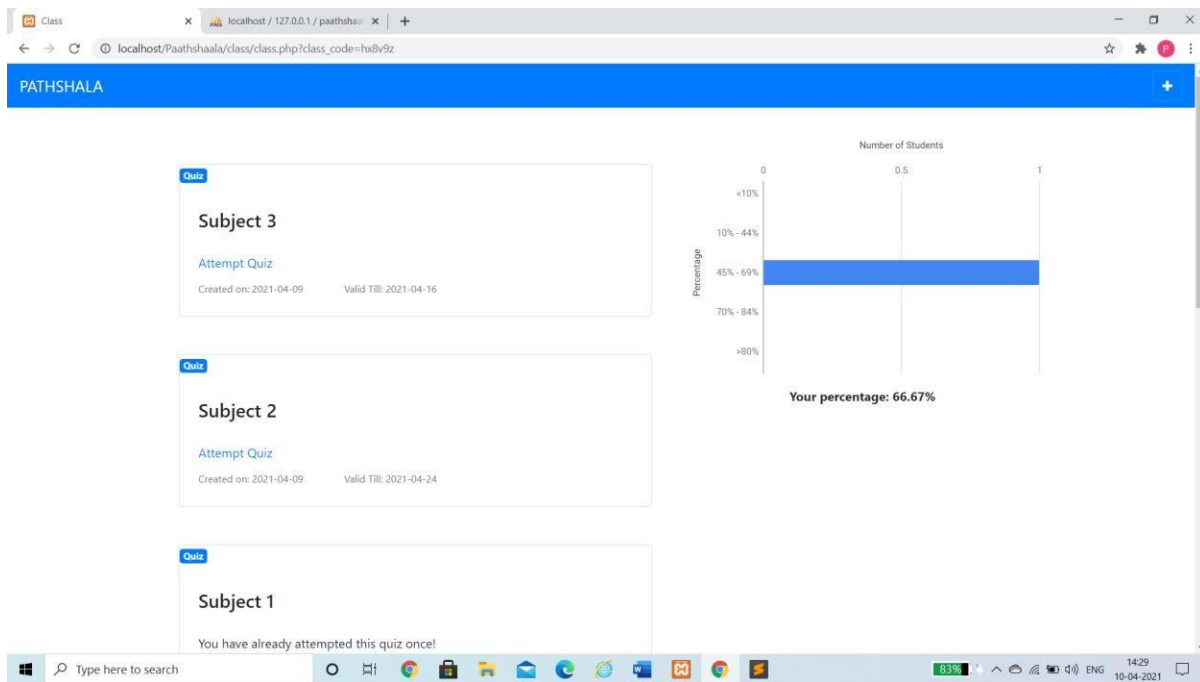 Class
localhost / 127.0.0.1 / paathshaa
localhost/Paathshaala/class/class.php?class_code=hx8v9z
P
PATHSHALA
Quiz
Subject 3
Attempt Quiz
Created on: 2021-04-09 Valid Till: 2021-04-16
Quiz
Subject 2
Attempt Quiz
Created on: 2021-04-09 Valid Till: 2021-04-24
Quiz
Subject 1
You have already attempted this quiz once!
Number of Students
0 0.5 1
Percentage
<10%
10% - 44%
45% - 69%
70% - 84%
>80%
Your percentage: 66.67%
Type here to search
83%
ENG
14:29
10-04-2021